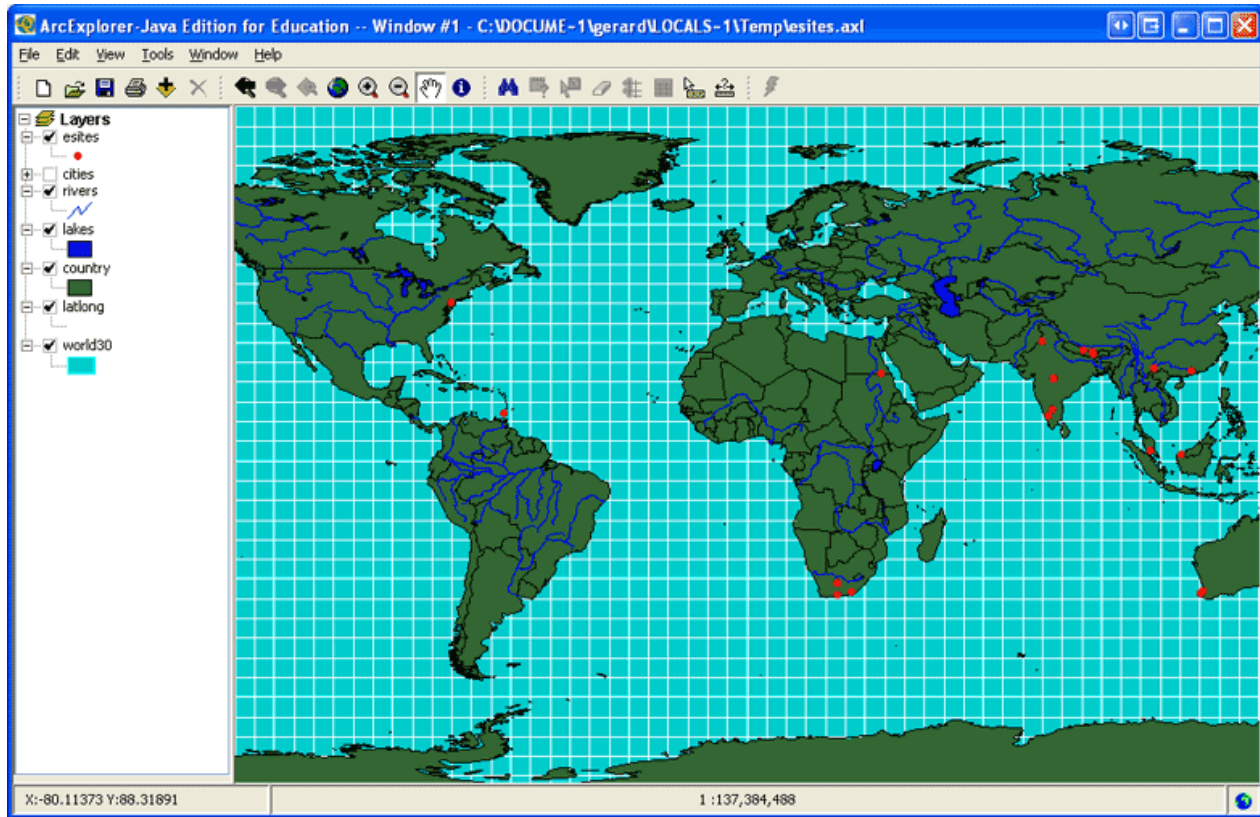 ArcExplorer-Java Edition for Education -- Window #1 - C:\DOCUME~1\gerard\LOCALS~1\Temp\esites.axl
File Edit View Tools Window Help
Layers
esites
cities
rivers
lakes
country
latlong
world30
X:-80.11373 Y:88.31891
1 :137,384,488